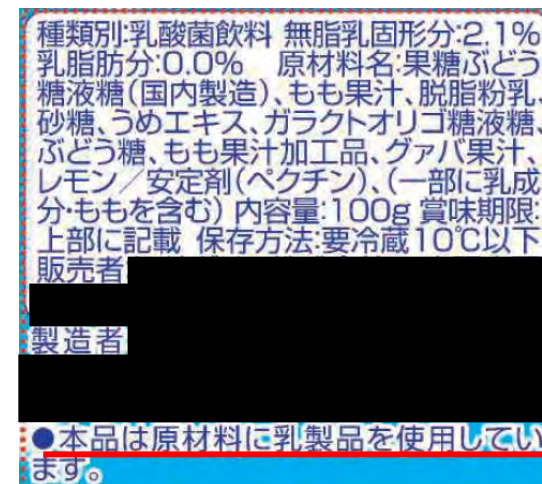 種類別:乳酸菌飲料 無脂乳固形分:2.1%
乳脂肪分:0.0% 原材料名:果糖ぶどう
糖液糖(国内製造)、もも果汁、脱脂粉乳、
砂糖、うめエキス、ガラクトオリゴ糖液糖、
ぶどう糖、もも果汁加工品、グァバ果汁、
レモン/安定剤(ペクチン)、(一部に乳成
分・ももを含む) 内容量:100g 賞味期限:
上部に記載 保存方法:要冷蔵10℃以下
販売者
製造者
●本品は原材料に乳製品を使用してい
ます。